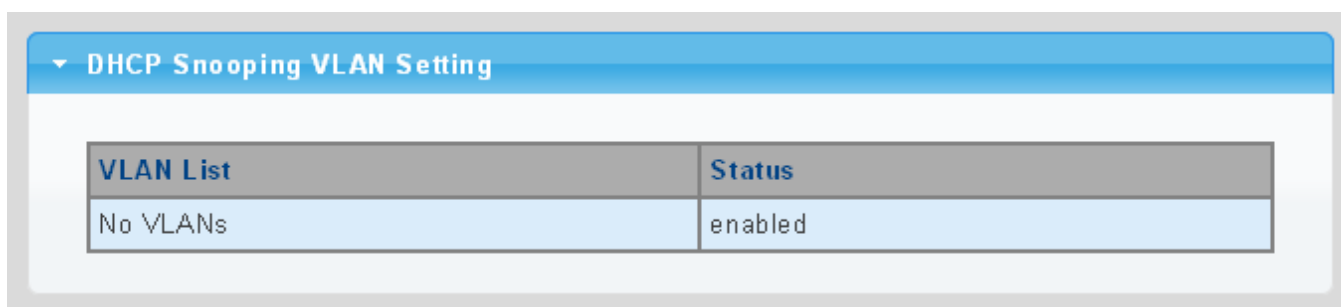 DHCP Snooping VLAN Setting
VLAN List Status
No VLANs enabled